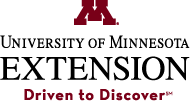 M
UNIVERSITY OF MINNESOTA
EXTENSION
Driven to Discover℠